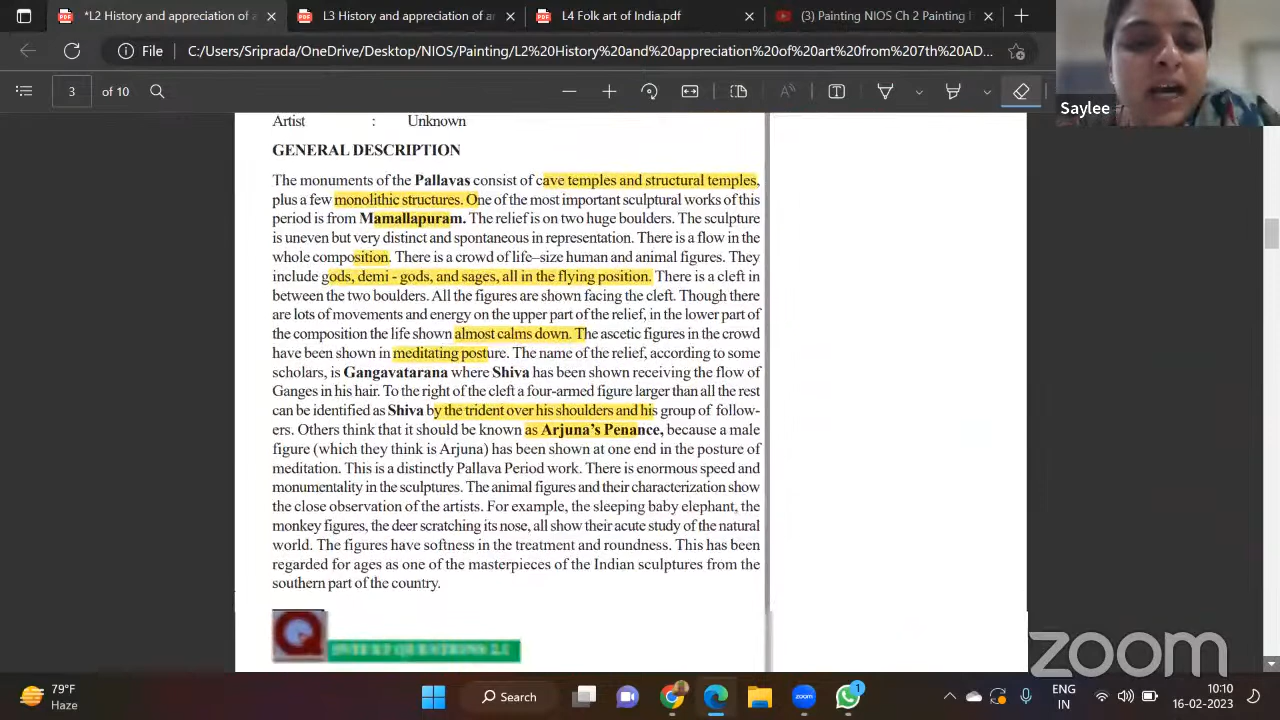 *L2 History and appreciation of a
L3 History and appreciation of ar
L4 Folk art of India.pdf
(3) Painting NIOS Ch 2 Painting I
File
C:/Users/Sriprada/OneDrive/Desktop/NIOS/Painting/L2%20History%20and%20appreciation%20of%20art%20from%207th%20AD...
3 of 10
Saylee
Artist : Unknown
GENERAL DESCRIPTION
The monuments of the Pallavas consist of cave temples and structural temples,
plus a few monolithic structures. One of the most important sculptural works of this
period is from Mamallapuram. The relief is on two huge boulders. The sculpture
is uneven but very distinct and spontaneous in representation. There is a flow in the
whole composition. There is a crowd of life–size human and animal figures. They
include gods, demi - gods, and sages, all in the flying position. There is a cleft in
between the two boulders. All the figures are shown facing the cleft. Though there
are lots of movements and energy on the upper part of the relief, in the lower part of
the composition the life shown almost calms down. The ascetic figures in the crowd
have been shown in meditating posture. The name of the relief, according to some
scholars, is Gangavatarana where Shiva has been shown receiving the flow of
Ganges in his hair. To the right of the cleft a four-armed figure larger than all the rest
can be identified as Shiva by the trident over his shoulders and his group of follow-
ers. Others think that it should be known as Arjuna's Penance, because a male
figure (which they think is Arjuna) has been shown at one end in the posture of
meditation. This is a distinctly Pallava Period work. There is enormous speed and
monumentality in the sculptures. The animal figures and their characterization show
the close observation of the artists. For example, the sleeping baby elephant, the
monkey figures, the deer scratching its nose, all show their acute study of the natural
world. The figures have softness in the treatment and roundness. This has been
regarded for ages as one of the masterpieces of the Indian sculptures from the
southern part of the country.
INTEXT QUESTIONS 2.1
zoom
79°F
Haze
Search
zoom
1
ENG
IN
10:10
16-02-2023